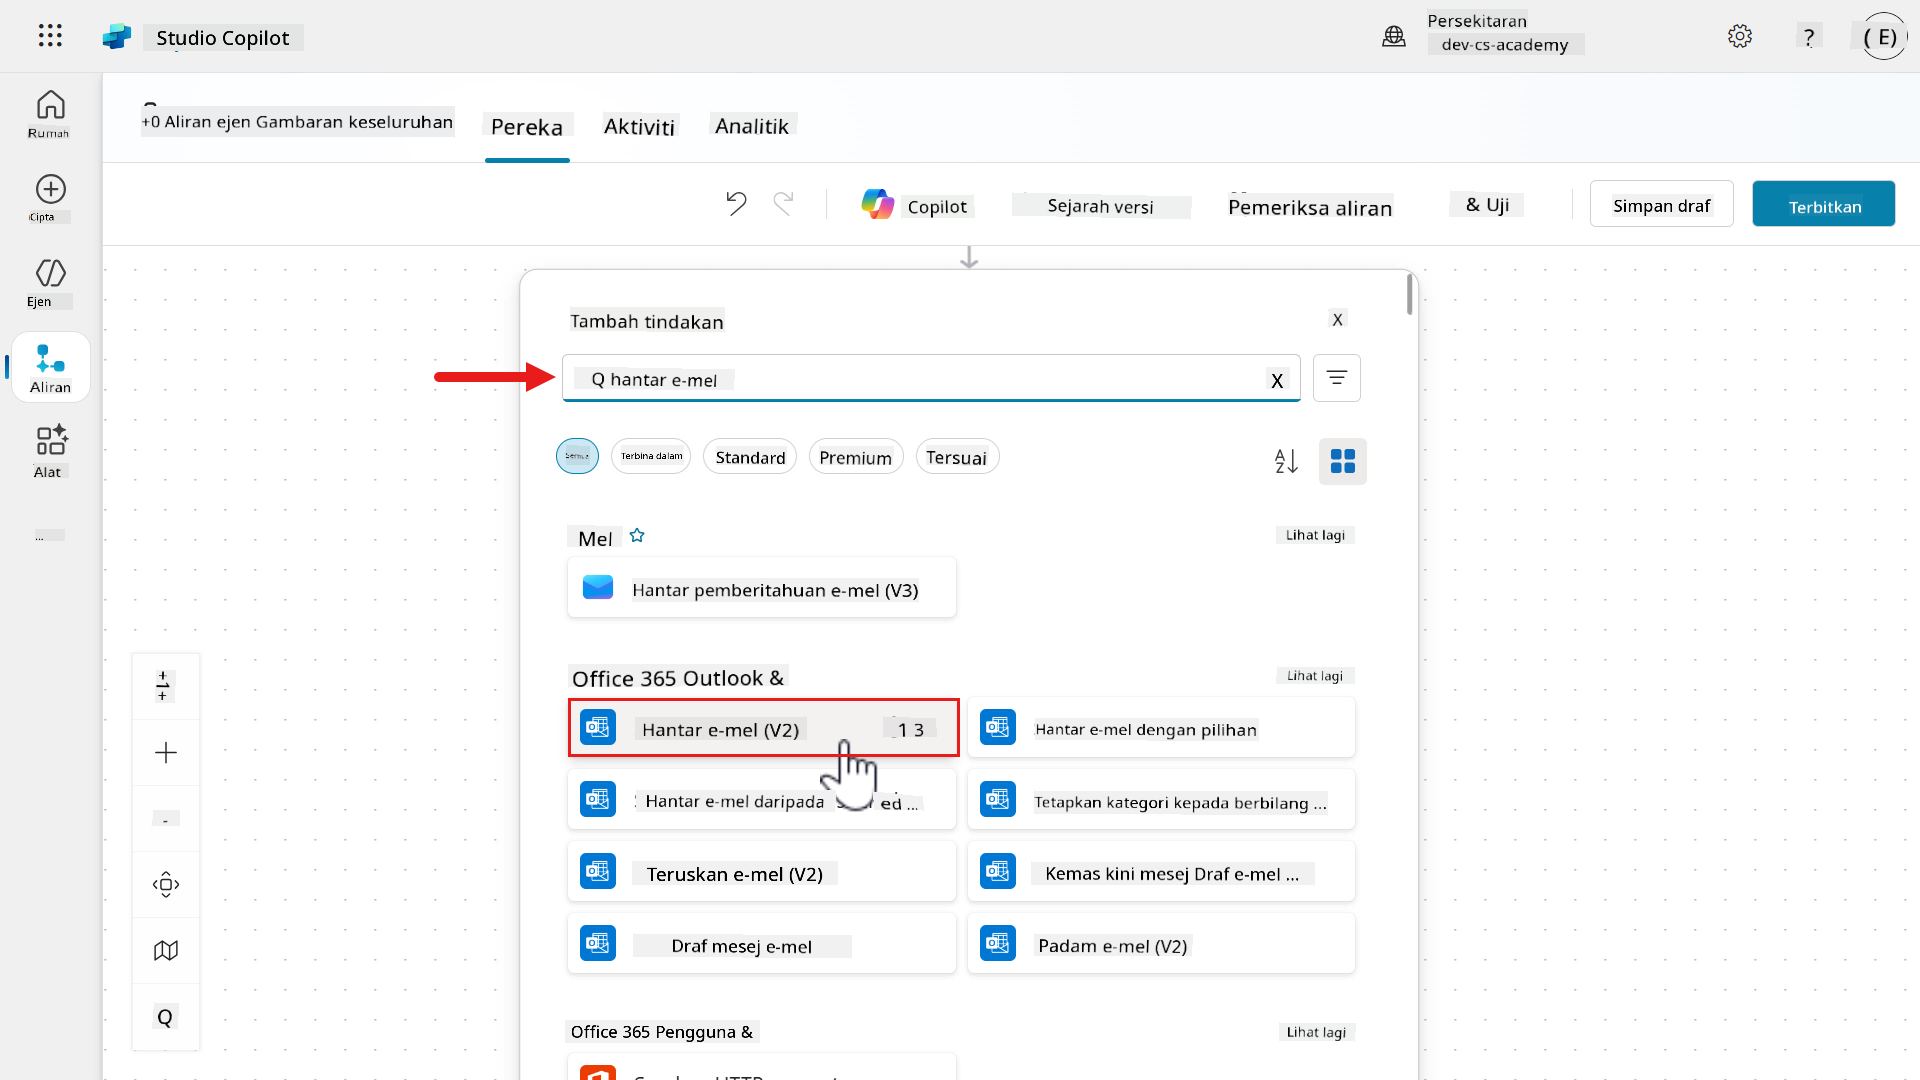 Studio Copilot
Persekitaran
dev-cs-academy
?
( E)
Rumah
Cipta
Ejen
Aliran
Alat
...
+0 Aliran ejen Gambaran keseluruhan
Pereka
Aktiviti
Analitik
Copilot
Sejarah versi
Pemeriksa aliran
& Uji
Simpan draf
Terbitkan
Tambah tindakan
X
Q hantar e-mel
X
Semua
Terbina dalam
Standard
Premium
Tersuai
Mel
Lihat lagi
Hantar pemberitahuan e-mel (V3)
Office 365 Outlook &
Lihat lagi
Hantar e-mel (V2)
1 3
Hantar e-mel dengan pilihan
Hantar e-mel daripada
ed ...
Tetapkan kategori kepada berbilang ...
Teruskan e-mel (V2)
Kemas kini mesej Draf e-mel ...
Draf mesej e-mel
Padam e-mel (V2)
Q
Office 365 Pengguna &
Lihat lagi